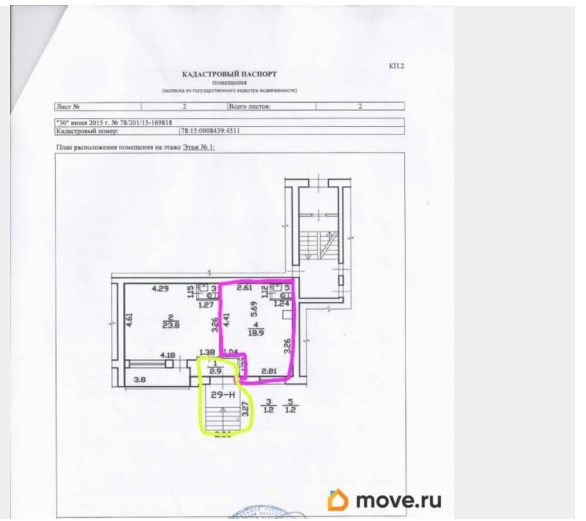 КП.2
КАДАСТРОВЫЙ ПАСПОРТ
помещения
(выписка из государственного кадастра недвижимости)
Лист № 2 Всего листов: 2
"30" июня 2015 г. № 78/201/15-169818
Кадастровый номер: 78:15:0008439:4511
План расположения помещения на этаже Этаж № 1:
4.29 1.15 3 2.61 1.12 5
1.27 1.24
4.61 2 23.8 3.26 4.41 5.69 4 18.9 3.26
4.18 1.38 1.04
1 2.9
3.8 2.81
29-Н
3.27
3 1.2 5 1.2
move.ru